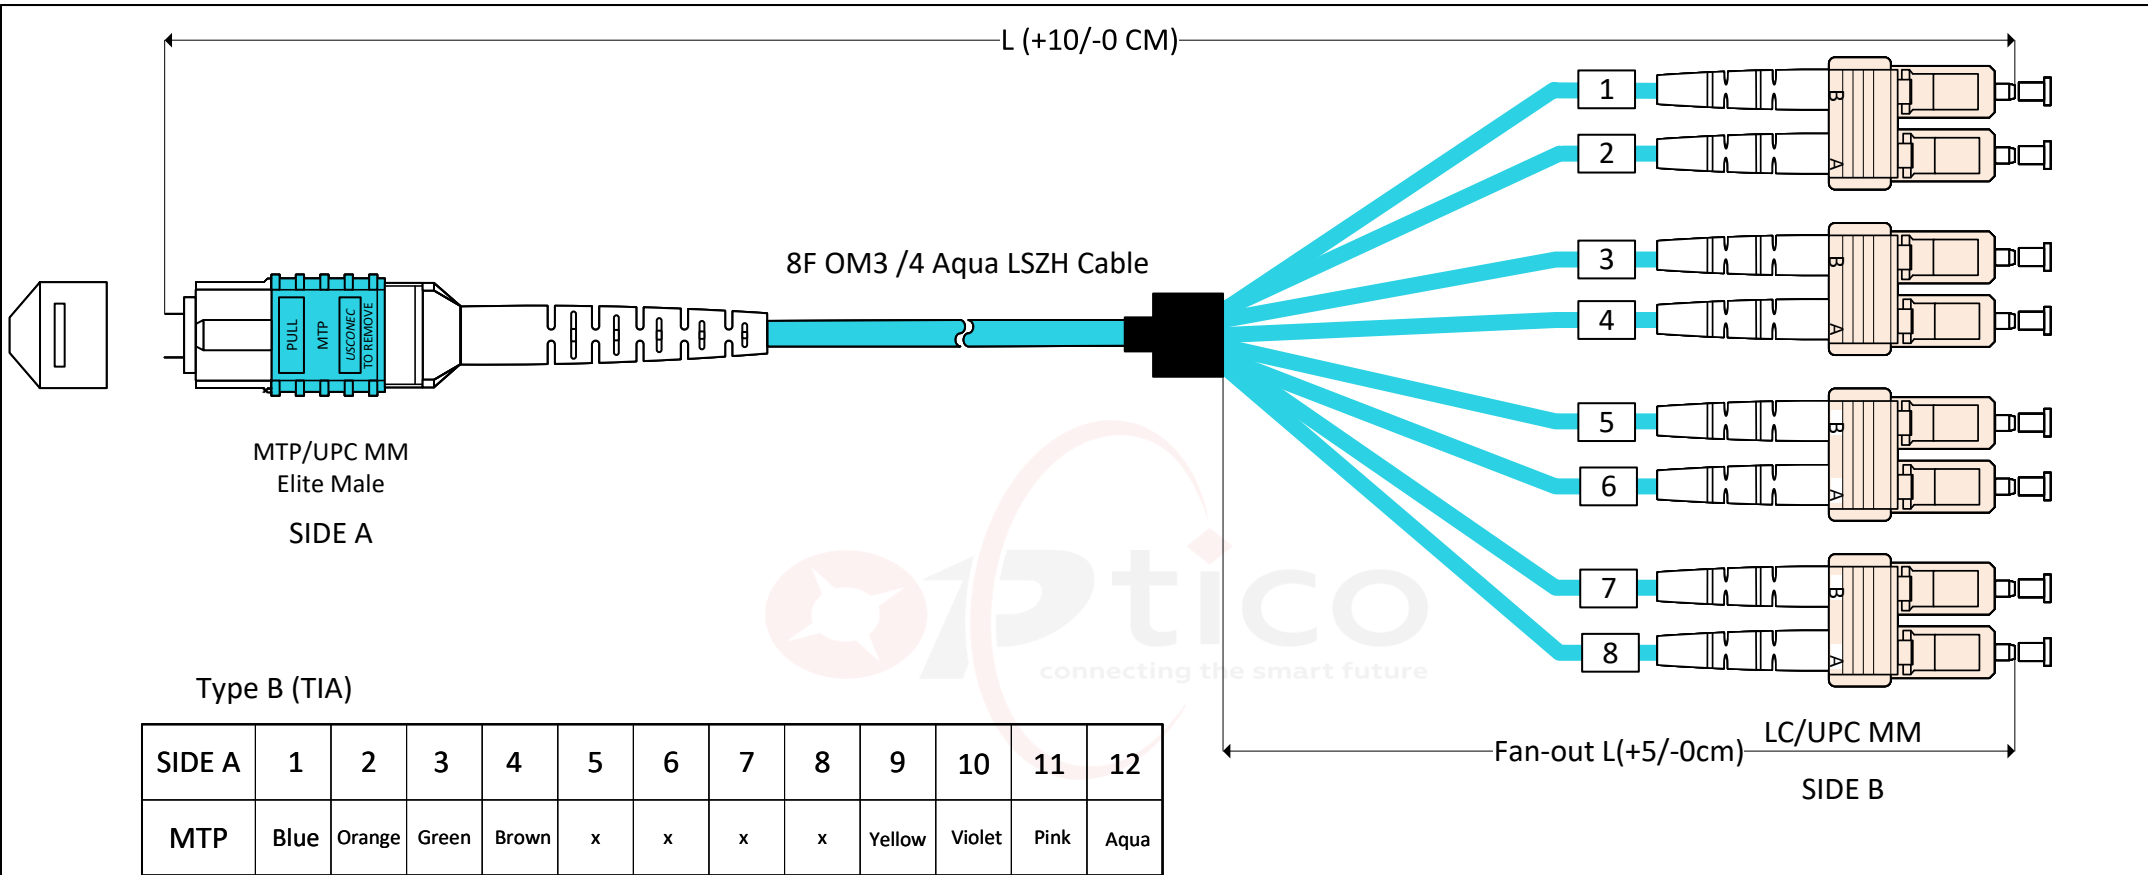 L (+10/-0 CM)
1
B
2
A
3
B
4
A
5
B
6
A
7
B
8
A
8F OM3 /4 Aqua LSZH Cable
PULL
MTP
USCONEC
TO REMOVE
MTP/UPC MM
Elite Male
SIDE A
OPtico
connecting the smart future
Fan-out L(+5/-0cm)
LC/UPC MM
SIDE B
Type B (TIA)
SIDE A 1 2 3 4 5 6 7 8 9 10 11 12
MTP Blue Orange Green Brown x x x x Yellow Violet Pink Aqua